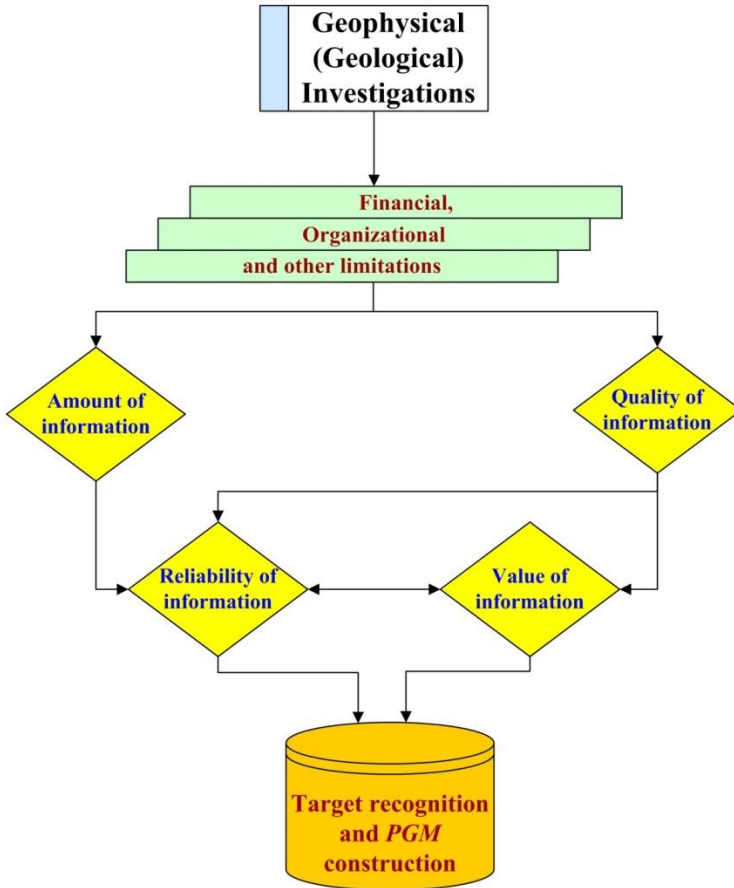 Geophysical
(Geological)
Investigations
Financial,
Organizational
and other limitations
Amount of
information
Quality of
information
Reliability of
information
Value of
information
Target recognition
and PGM
construction